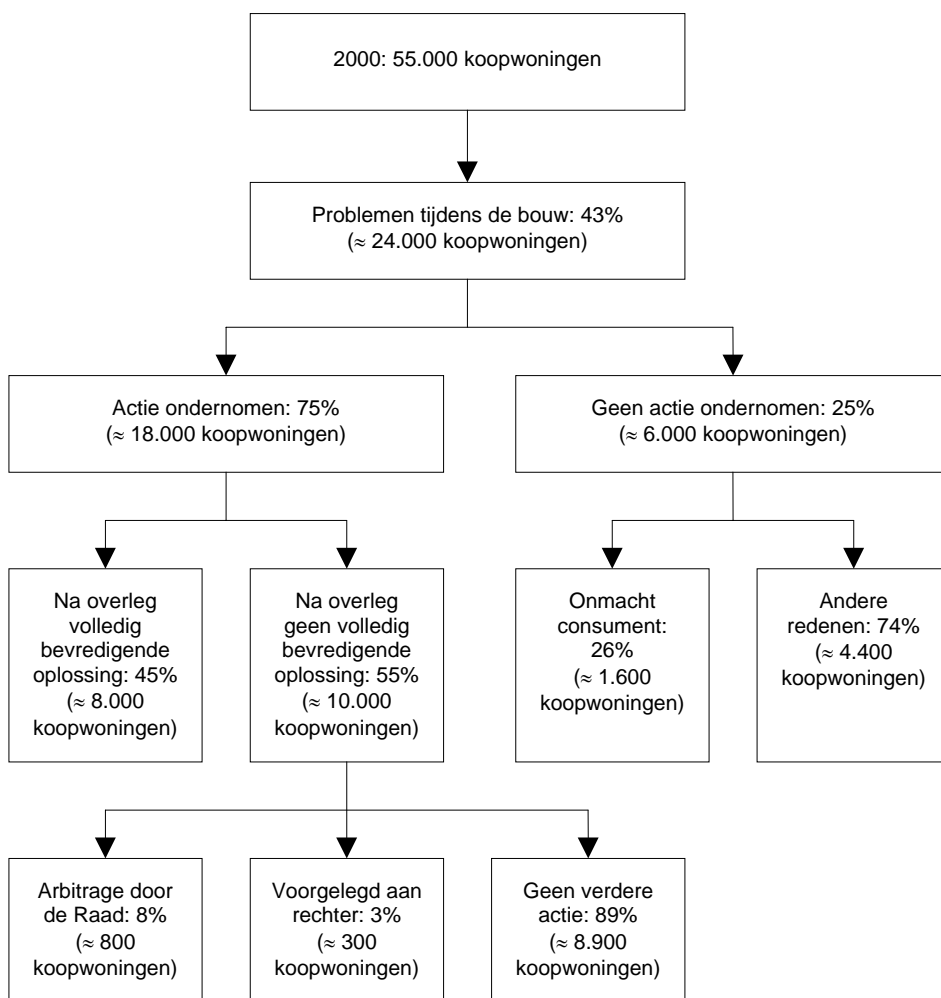 2000: 55.000 koopwoningen
Problemen tijdens de bouw: 43%
(≈ 24.000 koopwoningen)
Actie ondernomen: 75%
(≈ 18.000 koopwoningen)
Geen actie ondernomen: 25%
(≈ 6.000 koopwoningen)
Na overleg
volledig
bevredigende
oplossing: 45%
(≈ 8.000
koopwoningen)
Na overleg
geen volledig
bevredigende
oplossing: 55%
(≈ 10.000
koopwoningen)
Onmacht
consument:
26%
(≈ 1.600
koopwoningen)
Andere
redenen: 74%
(≈ 4.400
koopwoningen)
Arbitrage door
de Raad: 8%
(≈ 800
koopwoningen)
Voorgelegd aan
rechter: 3%
(≈ 300
koopwoningen)
Geen verdere
actie: 89%
(≈ 8.900
koopwoningen)